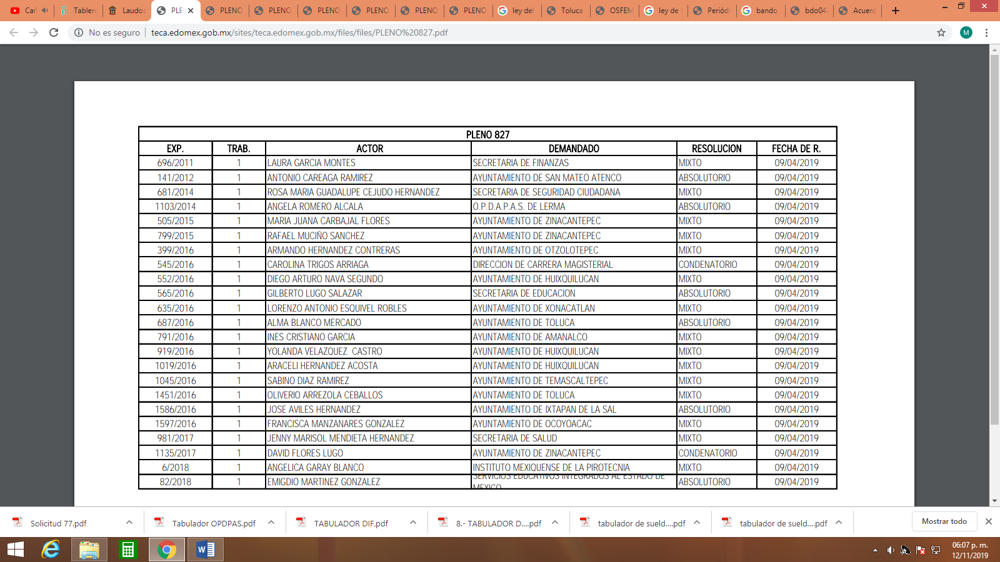 Car
Tablero
Laudos
PLE
PLENO
PLENO
PLENO
PLENO
PLENO
PLENO
ley del
Toluca
OSFEM
ley de
Periódi
bando
bdo04
Acuerd
No es seguro | teca.edomex.gob.mx/sites/teca.edomex.gob.mx/files/files/PLENO%20827.pdf
M
PLENO 827
EXP. TRAB. ACTOR DEMANDADO RESOLUCION FECHA DE R.
696/2011 1 LAURA GARCIA MONTES SECRETARIA DE FINANZAS MIXTO 09/04/2019
141/2012 1 ANTONIO CAREAGA RAMIREZ AYUNTAMIENTO DE SAN MATEO ATENCO ABSOLUTORIO 09/04/2019
681/2014 1 ROSA MARIA GUADALUPE CEJUDO HERNANDEZ SECRETARIA DE SEGURIDAD CIUDADANA MIXTO 09/04/2019
1103/2014 1 ANGELA ROMERO ALCALA O.P.D.A.P.A.S. DE LERMA ABSOLUTORIO 09/04/2019
505/2015 1 MARIA JUANA CARBAJAL FLORES AYUNTAMIENTO DE ZINACANTEPEC MIXTO 09/04/2019
799/2015 1 RAFAEL MUCIÑO SANCHEZ AYUNTAMIENTO DE ZINACANTEPEC MIXTO 09/04/2019
399/2016 1 ARMANDO HERNANDEZ CONTRERAS AYUNTAMIENTO DE OTZOLOTEPEC MIXTO 09/04/2019
545/2016 1 CAROLINA TRIGOS ARRIAGA DIRECCION DE CARRERA MAGISTERIAL CONDENATORIO 09/04/2019
552/2016 1 DIEGO ARTURO NAVA SEGUNDO AYUNTAMIENTO DE HUIXQUILUCAN MIXTO 09/04/2019
565/2016 1 GILBERTO LUGO SALAZAR SECRETARIA DE EDUCACION ABSOLUTORIO 09/04/2019
635/2016 1 LORENZO ANTONIO ESQUIVEL ROBLES AYUNTAMIENTO DE XONACATLAN MIXTO 09/04/2019
687/2016 1 ALMA BLANCO MERCADO AYUNTAMIENTO DE TOLUCA ABSOLUTORIO 09/04/2019
791/2016 1 INES CRISTIANO GARCIA AYUNTAMIENTO DE AMANALCO MIXTO 09/04/2019
919/2016 1 YOLANDA VELAZQUEZ CASTRO AYUNTAMIENTO DE HUIXQUILUCAN MIXTO 09/04/2019
1019/2016 1 ARACELI HERNANDEZ ACOSTA AYUNTAMIENTO DE HUIXQUILUCAN MIXTO 09/04/2019
1045/2016 1 SABINO DIAZ RAMIREZ AYUNTAMIENTO DE TEMASCALTEPEC MIXTO 09/04/2019
1451/2016 1 OLIVERIO ARREZOLA CEBALLOS AYUNTAMIENTO DE TOLUCA MIXTO 09/04/2019
1586/2016 1 JOSE AVILES HERNANDEZ AYUNTAMIENTO DE IXTAPAN DE LA SAL ABSOLUTORIO 09/04/2019
1597/2016 1 FRANCISCA MANZANARES GONZALEZ AYUNTAMIENTO DE OCOYOACAC MIXTO 09/04/2019
981/2017 1 JENNY MARISOL MENDIETA HERNANDEZ SECRETARIA DE SALUD MIXTO 09/04/2019
1135/2017 1 DAVID FLORES LUGO AYUNTAMIENTO DE ZINACANTEPEC CONDENATORIO 09/04/2019
6/2018 1 ANGELICA GARAY BLANCO INSTITUTO MEXIQUENSE DE LA PIROTECNIA MIXTO 09/04/2019
82/2018 1 EMIGDIO MARTINEZ GONZALEZ SERVICIOS EDUCATIVOS INTEGRADOS AL ESTADO DE MEXICO ABSOLUTORIO 09/04/2019
Solicitud 77.pdf
Tabulador OPDPAS.pdf
TABULADOR DIF.pdf
8.- TABULADOR D....pdf
tabulador de sueld....pdf
tabulador de sueld....pdf
Mostrar todo
06:07 p. m.
12/11/2019